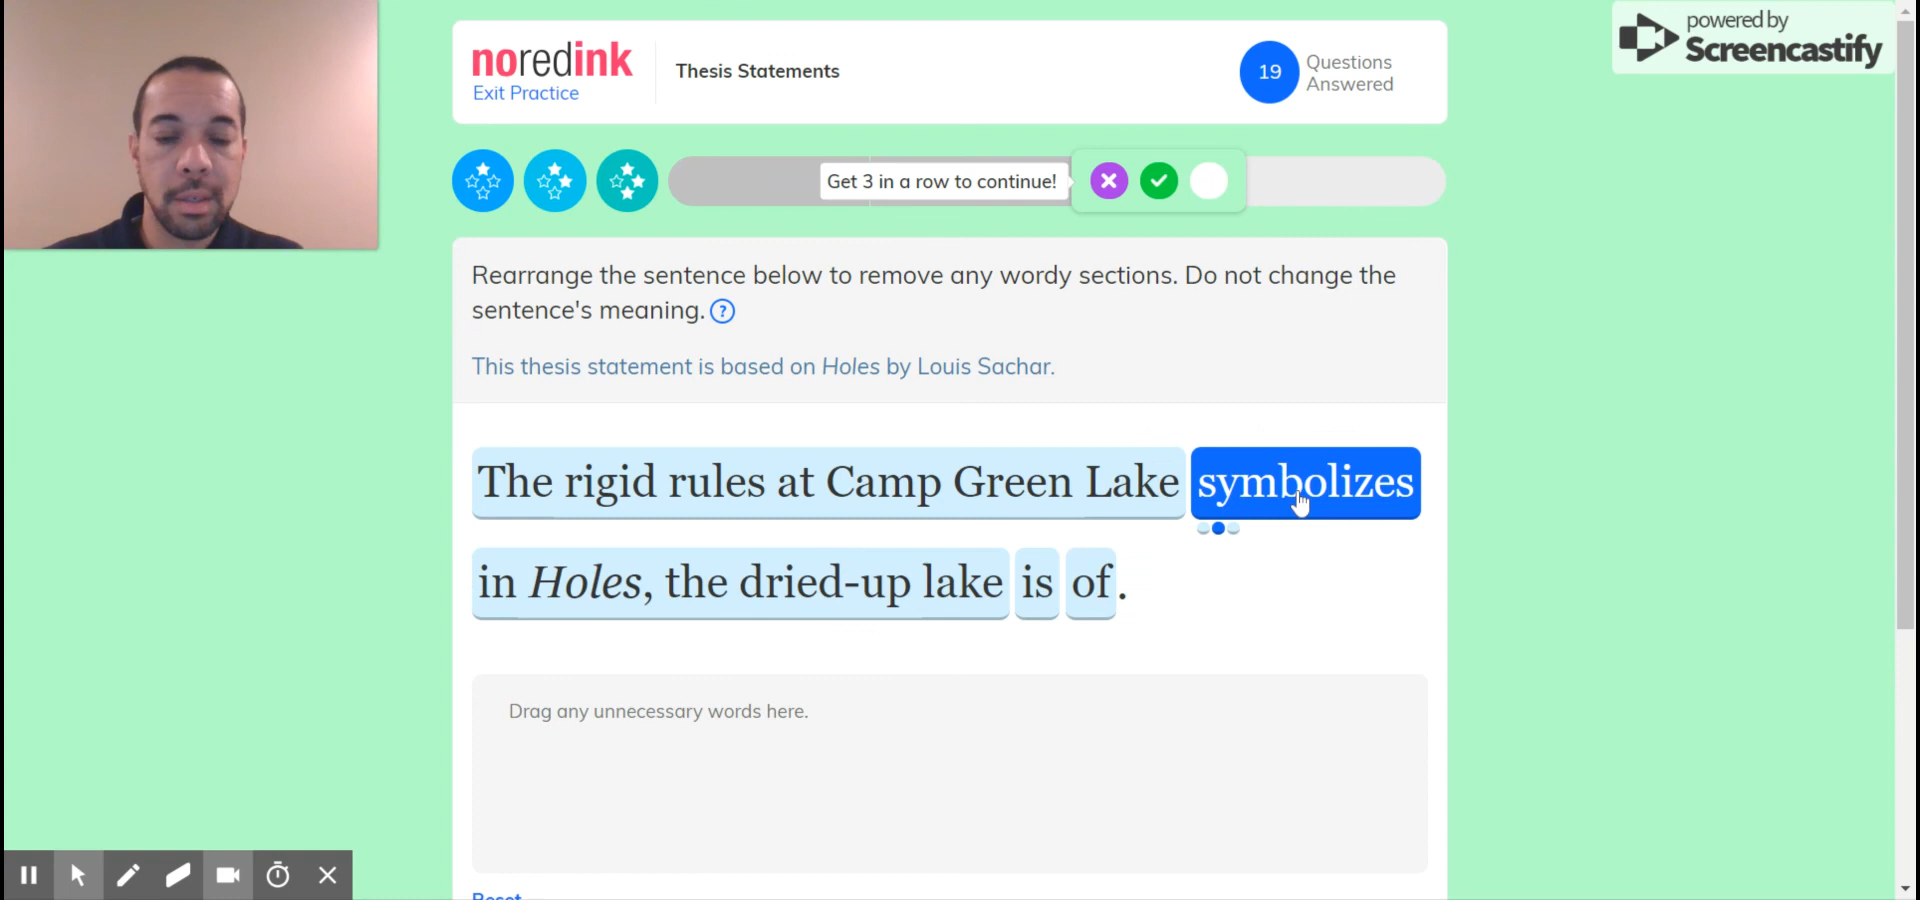 noredink
Exit Practice
Thesis Statements
19
Questions
Answered
powered by
Screencastify
Get 3 in a row to continue!
Rearrange the sentence below to remove any wordy sections. Do not change the
sentence's meaning. ?
This thesis statement is based on Holes by Louis Sachar.
The rigid rules at Camp Green Lake symbolizes
in Holes, the dried-up lake is of.
Drag any unnecessary words here.
Reset